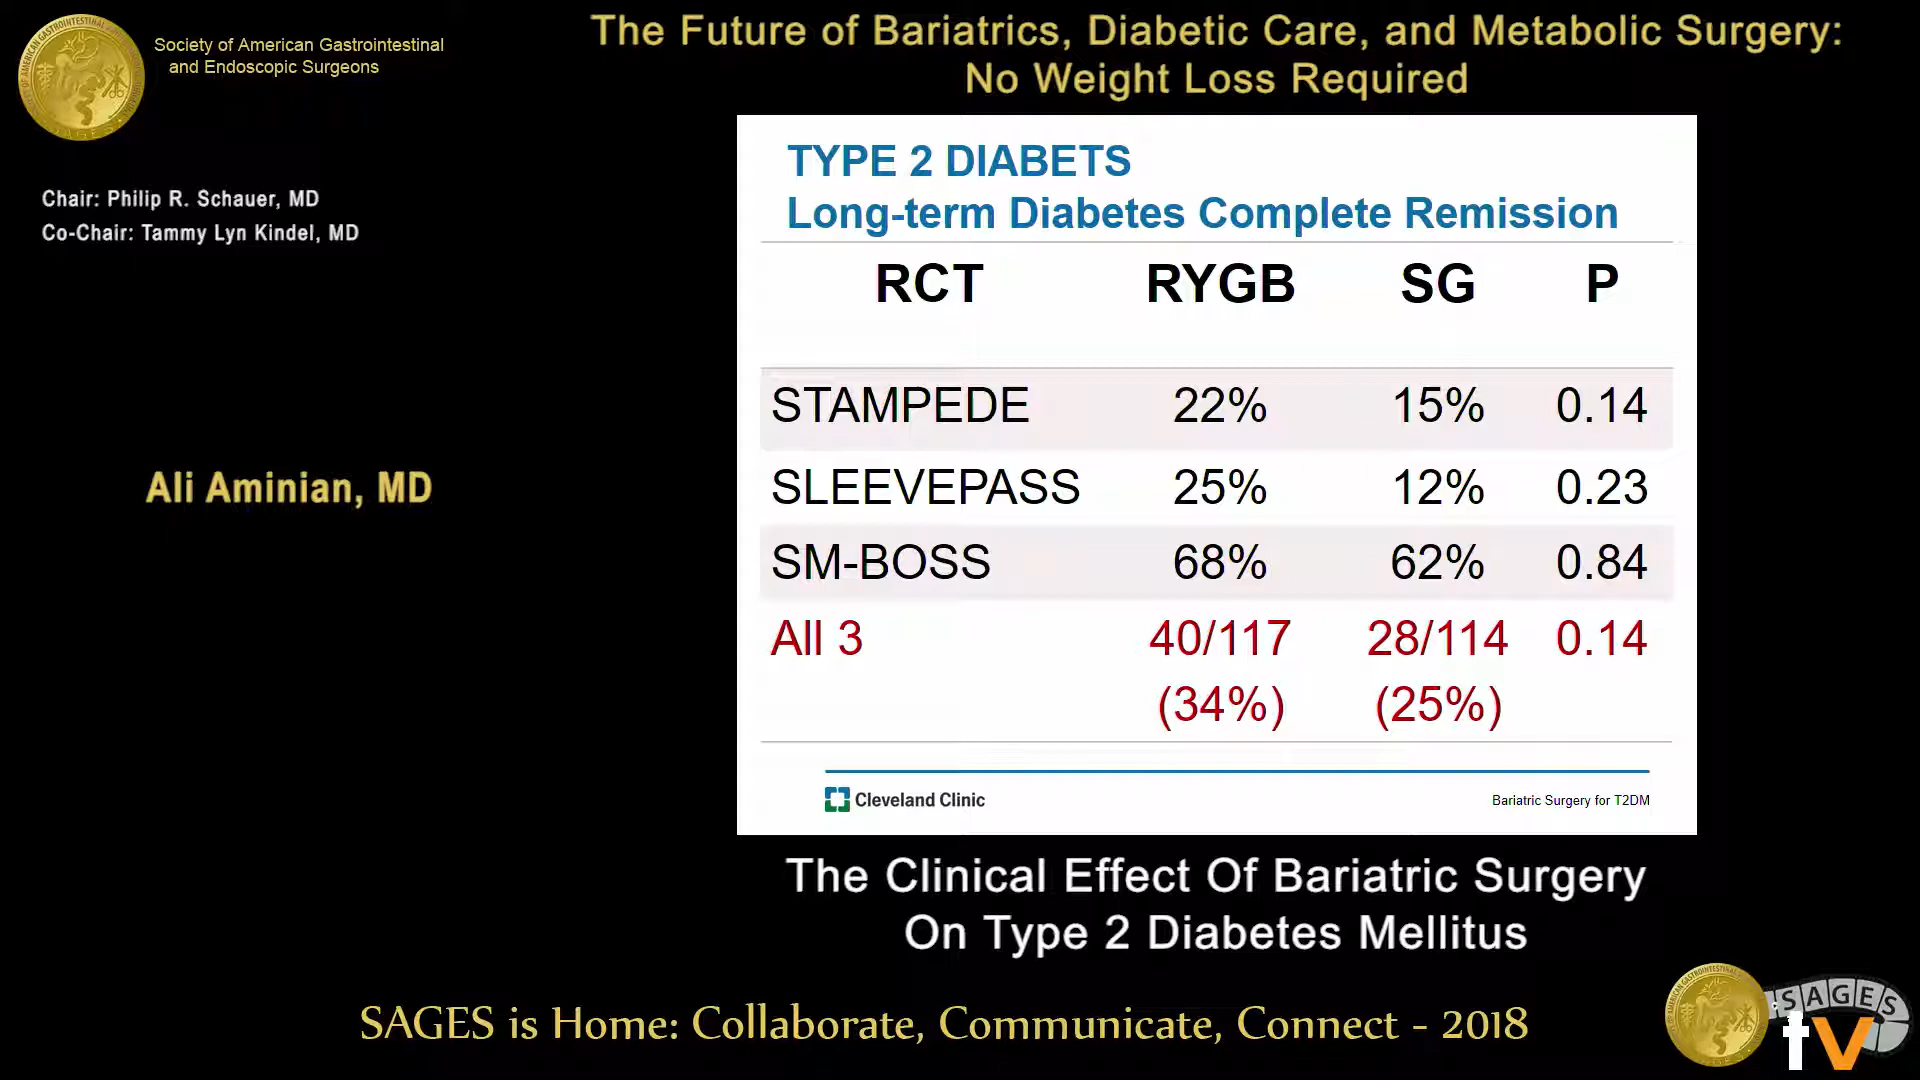 Society of American Gastrointestinal
and Endoscopic Surgeons
The Future of Bariatrics, Diabetic Care, and Metabolic Surgery:
No Weight Loss Required
Chair: Philip R. Schauer, MD
Co-Chair: Tammy Lyn Kindel, MD
Ali Aminian, MD
TYPE 2 DIABETS
Long-term Diabetes Complete Remission
RCT RYGB SG P
STAMPEDE 22% 15% 0.14
SLEEVEPASS 25% 12% 0.23
SM-BOSS 68% 62% 0.84
All 3 40/117 28/114 0.14
(34%) (25%)
Cleveland Clinic
Bariatric Surgery for T2DM
The Clinical Effect Of Bariatric Surgery
On Type 2 Diabetes Mellitus
SAGES is Home: Collaborate, Communicate, Connect - 2018
SAGES
tv